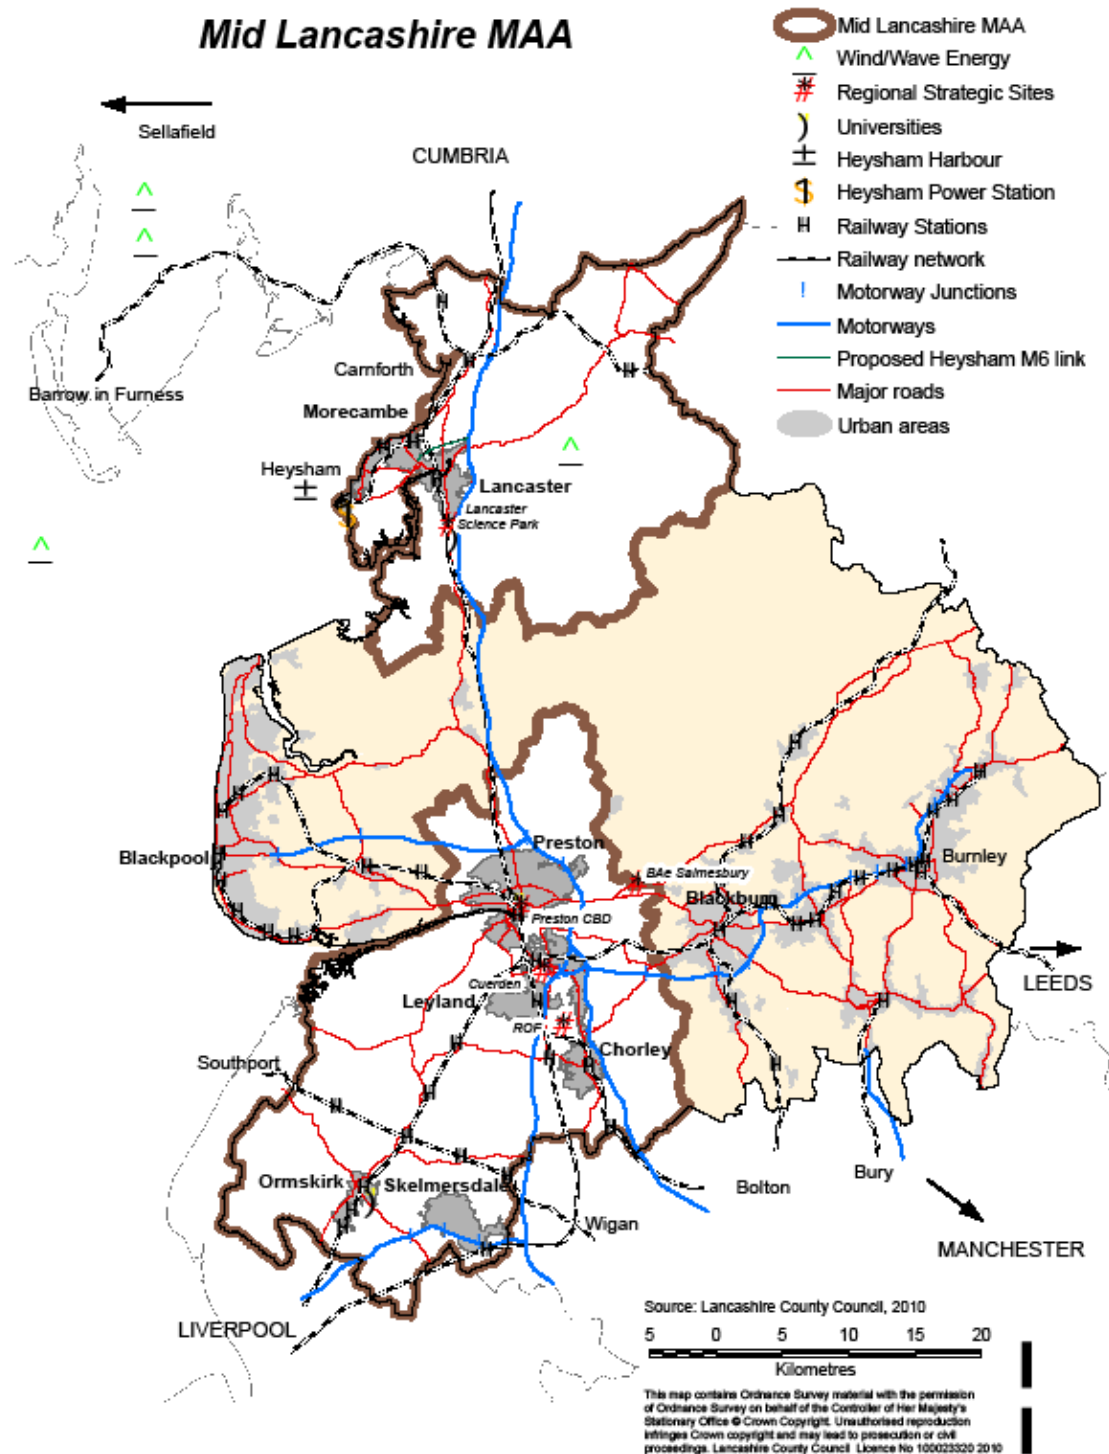 Mid Lancashire MAA
Mid Lancashire MAA
Wind/Wave Energy
Regional Strategic Sites
Universities
Heysham Harbour
Heysham Power Station
Railway Stations
Railway network
Motorway Junctions
Motorways
Proposed Heysham M6 link
Major roads
Urban areas
Sellafield
CUMBRIA
Carnforth
Barrow in Furness
Morecambe
Heysham
Lancaster
Lancaster
Science Park
Preston
Blackpool
BAe Salmesbury
Burnley
Blackburn
Preston CBD
Cuerden
LEEDS
Leyland
ROF
Chorley
Southport
Ormskirk
Skelmersdale
Bolton
Bury
Wigan
MANCHESTER
LIVERPOOL
Source: Lancashire County Council, 2010
5 0 5 10 15 20
Kilometres
This map contains Ordnance Survey material with the permission
of Ordnance Survey on behalf of the Controller of Her Majesty's
Stationary Office © Crown Copyright. Unauthorised reproduction
infringes Crown copyright and may lead to prosecution or civil
proceedings. Lancashire County Council Licence No 100023320 2010